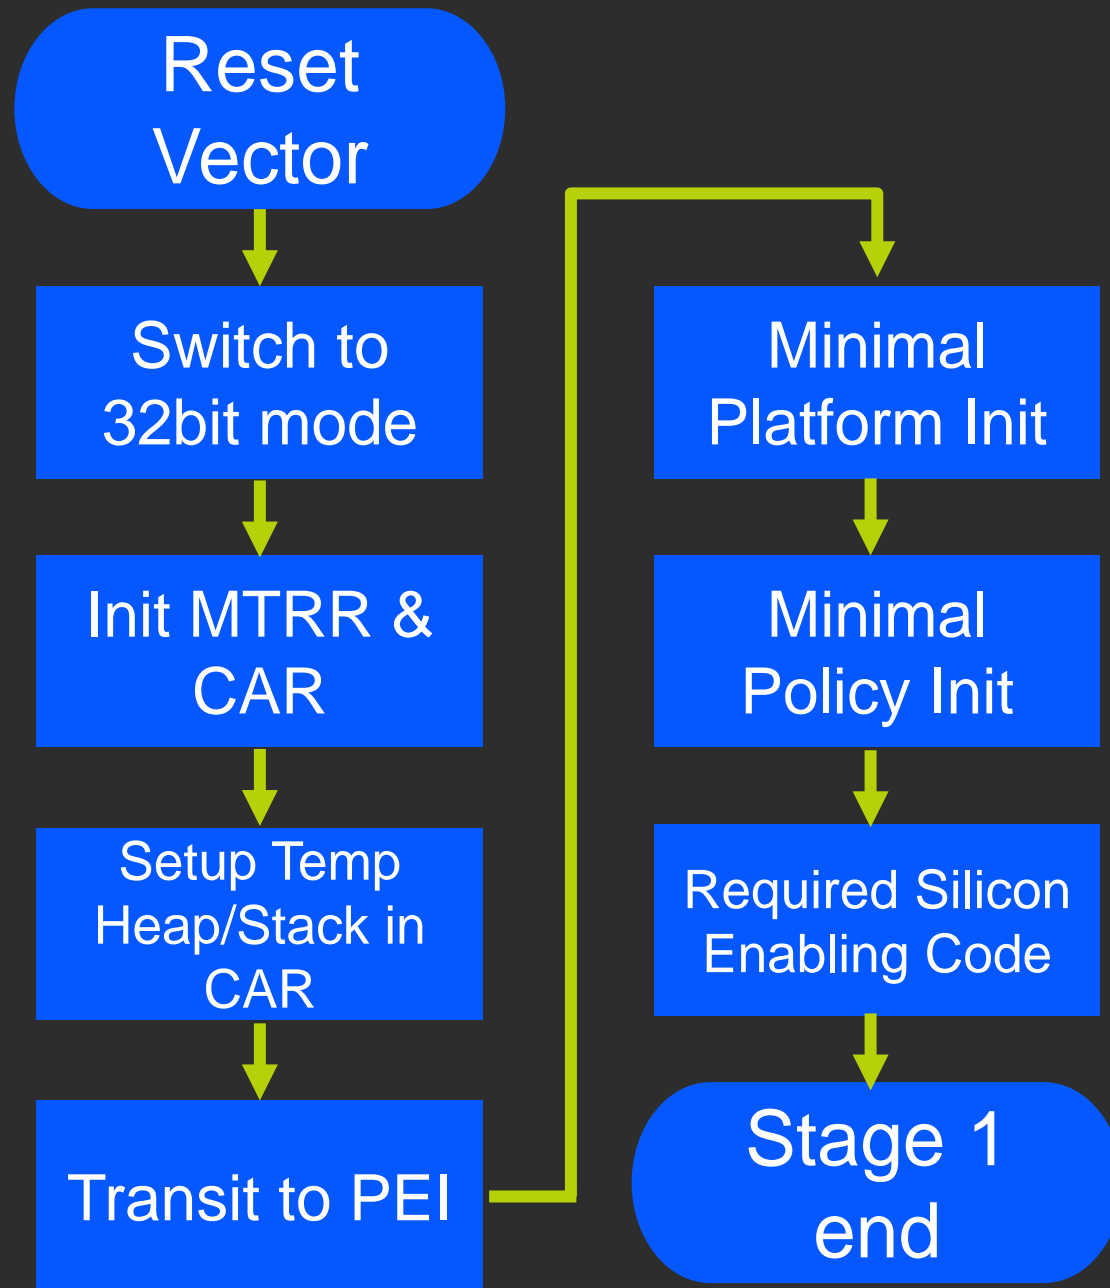 Reset
Vector
Switch to
32bit mode
Init MTRR &
CAR
Setup Temp
Heap/Stack in
CAR
Transit to PEI
Minimal
Platform Init
Minimal
Policy Init
Required Silicon
Enabling Code
Stage 1
end